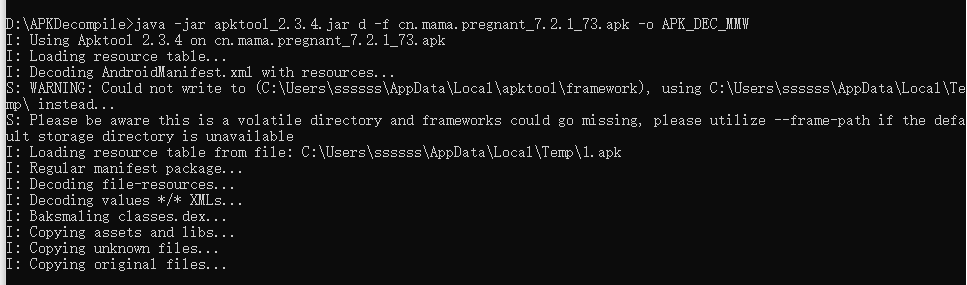 D:\APKDecompile>java -jar apktool_2.3.4.jar d -f cn.mama.pregnant_7.2.1_73.apk -o APK_DEC_MMW
I: Using Apktool 2.3.4 on cn.mama.pregnant_7.2.1_73.apk
I: Loading resource table...
I: Decoding AndroidManifest.xml with resources...
S: WARNING: Could not write to (C:\Users\ssssss\AppData\Local\apktool\framework), using C:\Users\ssssss\AppData\Local\Te
mp\ instead...
S: Please be aware this is a volatile directory and frameworks could go missing, please utilize --frame-path if the defa
ult storage directory is unavailable
I: Loading resource table from file: C:\Users\ssssss\AppData\Local\Temp\1.apk
I: Regular manifest package...
I: Decoding file-resources...
I: Decoding values */* XMLs...
I: Baksmaling classes.dex...
I: Copying assets and libs...
I: Copying unknown files...
I: Copying original files...